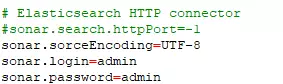 # Elasticsearch HTTP connector
#sonar.search.httpPort=-1
sonar.sorceEncoding=UTF-8
sonar.login=admin
sonar.password=admin